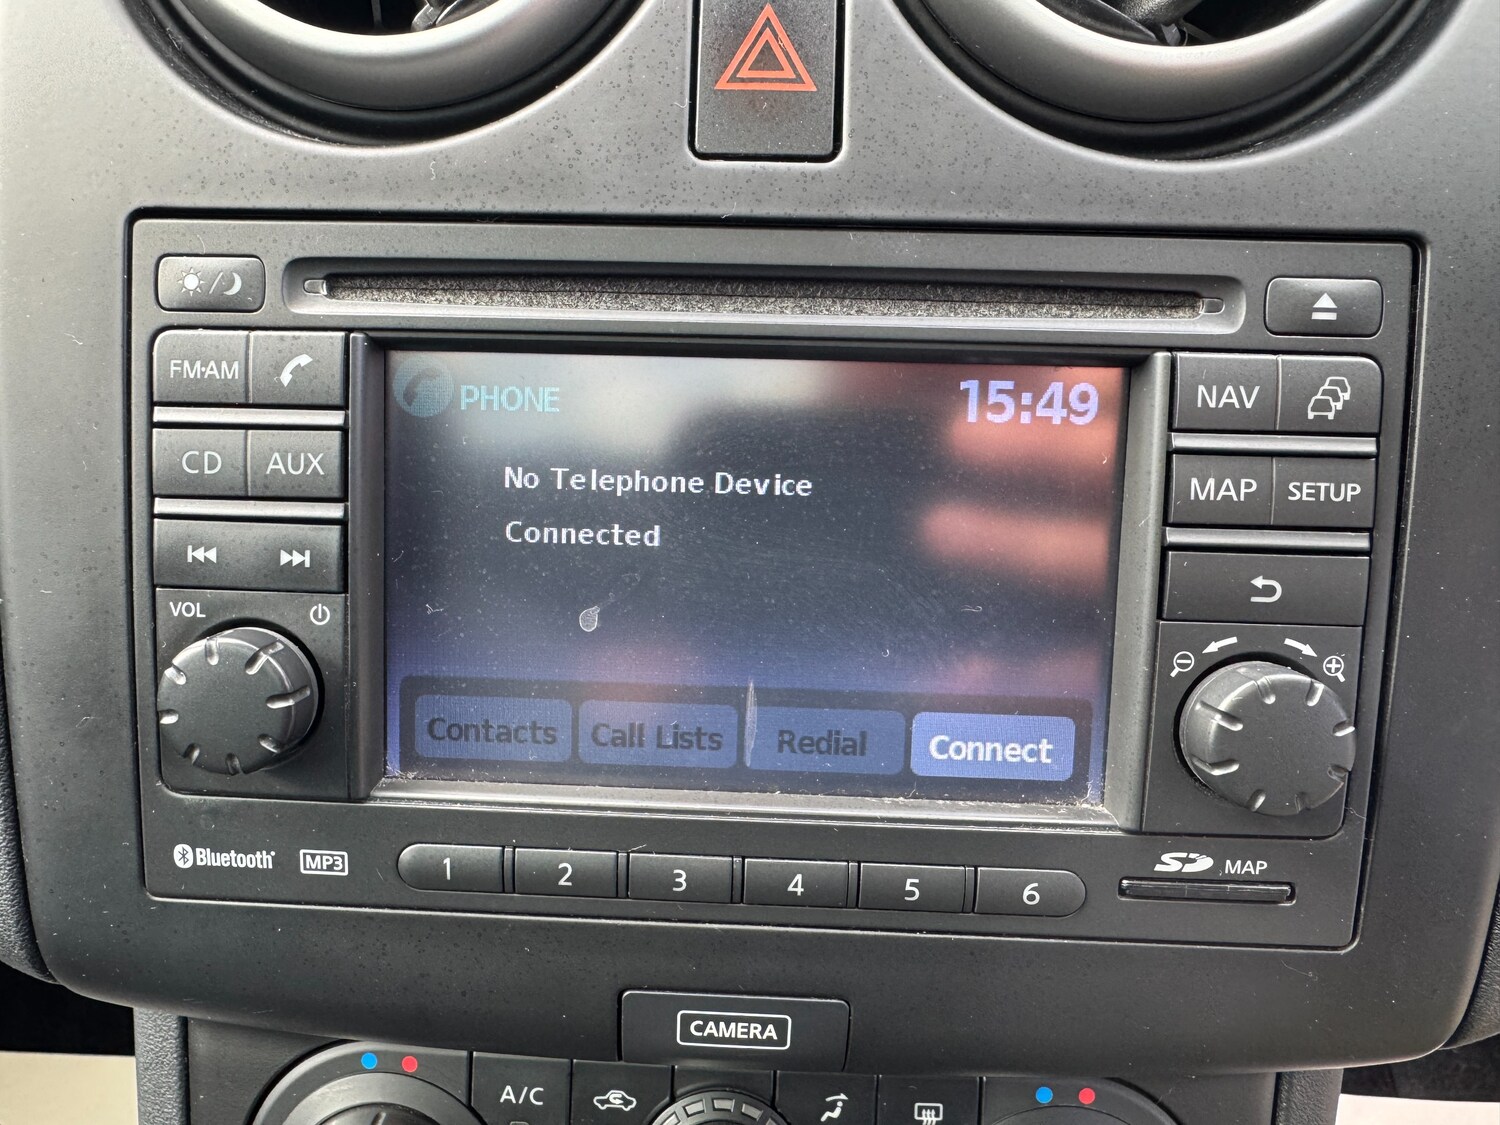 FM·AM
CD AUX
VOL
PHONE 15:49
No Telephone Device
Connected
Contacts Call Lists Redial Connect
NAV
MAP SETUP
Bluetooth MP3
1 2 3 4 5 6
SD MAP
CAMERA
A/C